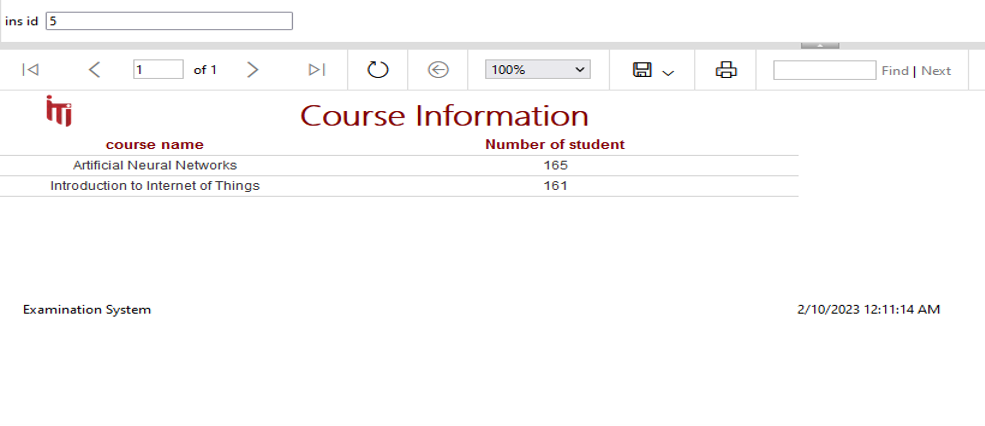 ins id 5
1 of 1 100% Find | Next
iTi
Course Information
course name Number of student
Artificial Neural Networks 165
Introduction to Internet of Things 161
Examination System 2/10/2023 12:11:14 AM